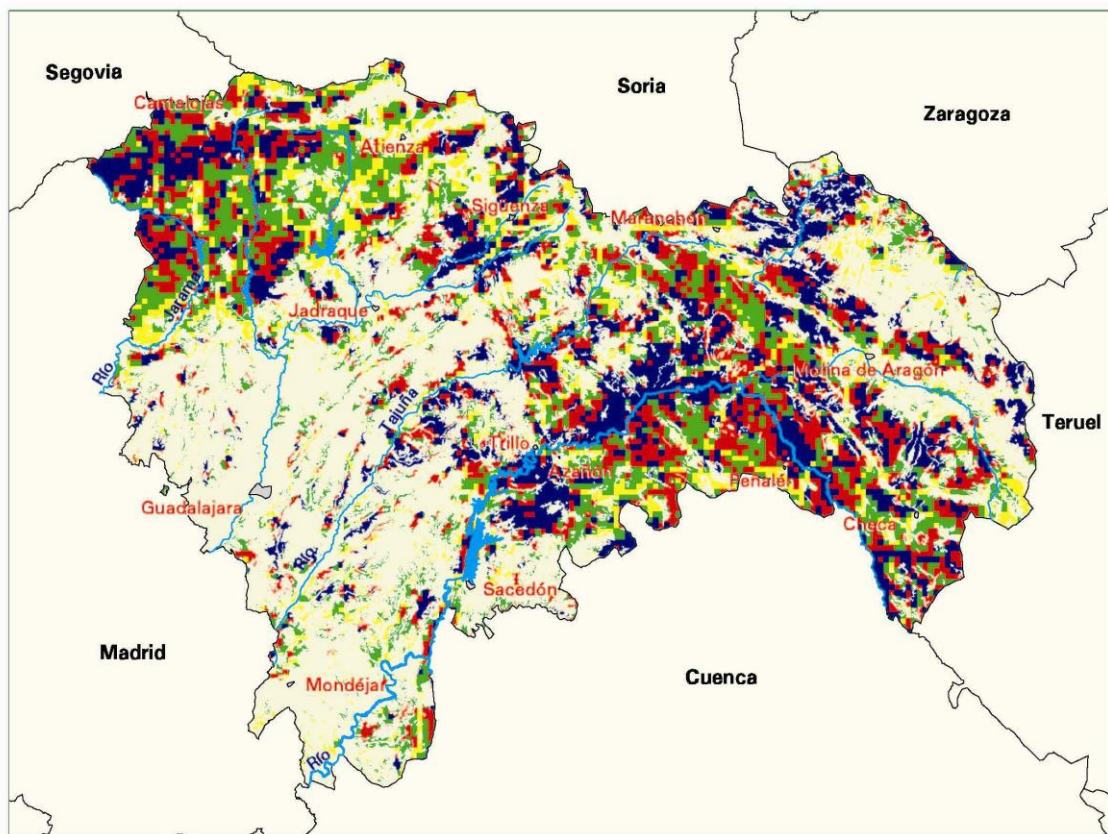 Segovia
Soria
Zaragoza
Cantalojas
Atienza
Sigüenza
Maranchón
Jarama
Río
Jadraque
Molina de Aragón
Teruel
Tajuña
Trillo
Azañón
Peñalén
Guadalajara
Checa
Río
Sacedón
Madrid
Cuenca
Mondéjar
Río